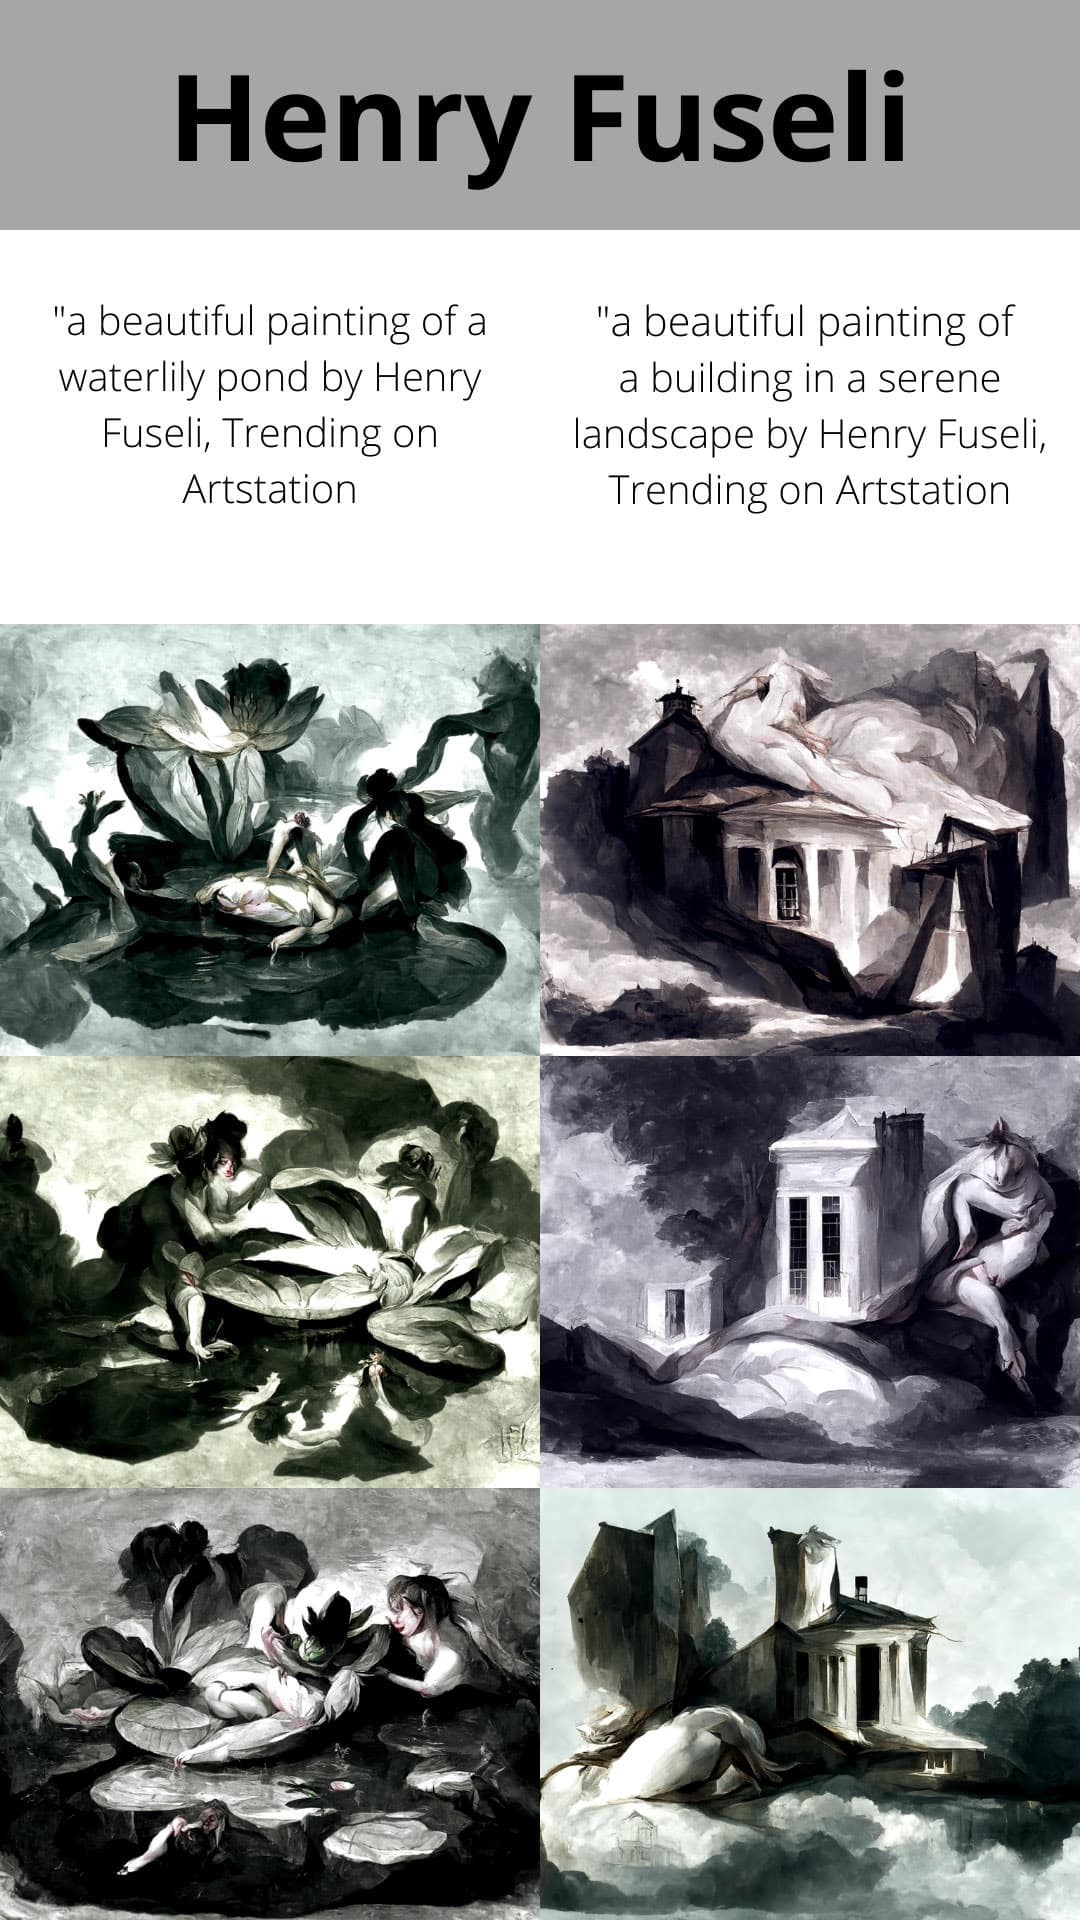 Henry Fuseli
"a beautiful painting of a
waterlily pond by Henry
Fuseli, Trending on
Artstation
"a beautiful painting of
a building in a serene
landscape by Henry Fuseli,
Trending on Artstation